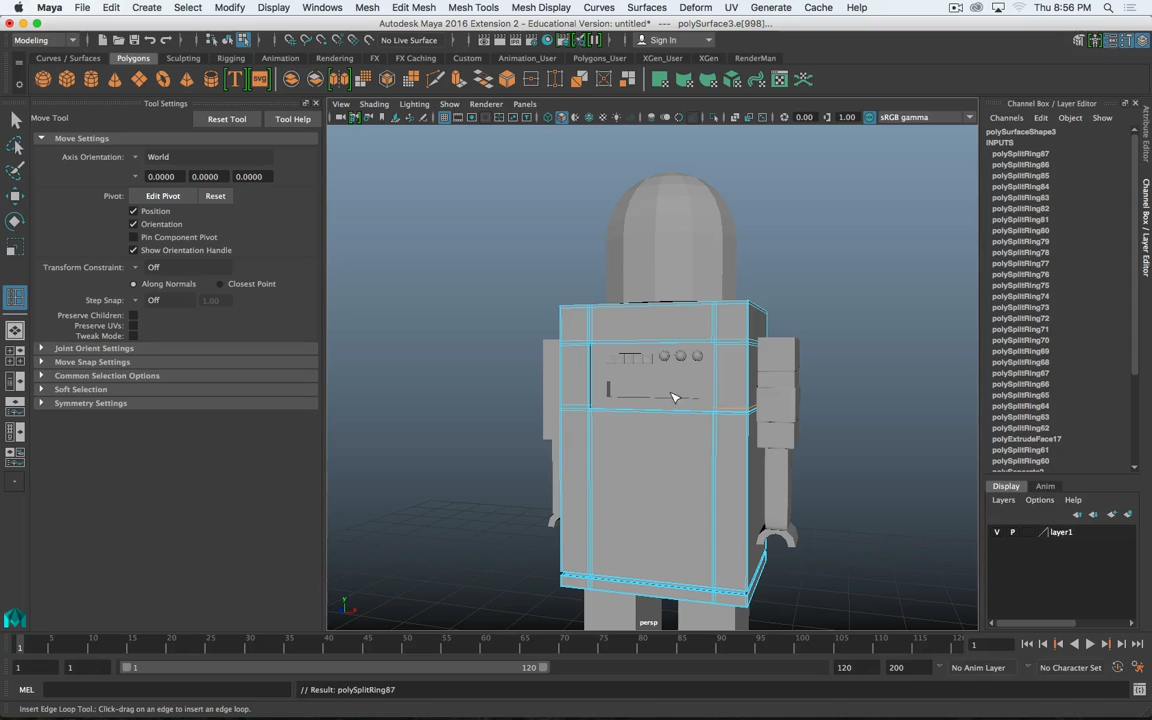 Maya File Edit Create Select Modify Display Windows Mesh Edit Mesh Mesh Tools Mesh Display Curves Surfaces Deform UV Generate Cache Help Thu 8:56 PM
Autodesk Maya 2016 Extension 2 - Educational Version: untitled* --- polySurface3.e[998]...
Modeling No Live Surface Sign In
Curves / Surfaces Polygons Sculpting Rigging Animation Rendering FX FX Caching Custom Animation_User Polygons_User XGen_User XGen RenderMan
SVG
Tool Settings
Move Tool Reset Tool Tool Help
Move Settings
Axis Orientation: World
0.0000 0.0000 0.0000
Pivot: Edit Pivot Reset
Position
Orientation
Pin Component Pivot
Show Orientation Handle
Transform Constraint: Off
Along Normals Closest Point
Step Snap: Off 1.00
Preserve Children:
Preserve UVs:
Tweak Mode:
Joint Orient Settings
Move Snap Settings
Common Selection Options
Soft Selection
Symmetry Settings
View Shading Lighting Show Renderer Panels
0.00 1.00 sRGB gamma
persp
Channel Box / Layer Editor
Channels Edit Object Show
polySurfaceShape3
INPUTS
polySplitRing87
polySplitRing86
polySplitRing85
polySplitRing84
polySplitRing83
polySplitRing82
polySplitRing81
polySplitRing80
polySplitRing79
polySplitRing78
polySplitRing77
polySplitRing76
polySplitRing75
polySplitRing74
polySplitRing73
polySplitRing72
polySplitRing71
polySplitRing70
polySplitRing69
polySplitRing68
polySplitRing67
polySplitRing66
polySplitRing65
polySplitRing64
polySplitRing63
polySplitRing62
polyExtrudeFace17
polySplitRing61
polySplitRing60
Display Anim
Layers Options Help
V P layer1
Attribute Editor
Channel Box / Layer Editor
5 10 15 20 25 30 35 40 45 50 55 60 65 70 75 80 85 90 95 100 105 110 115 120
1 1
1 1 1 120 120 200 No Anim Layer No Character Set
MEL // Result: polySplitRing87
Insert Edge Loop Tool.: Click-drag on an edge to insert an edge loop.